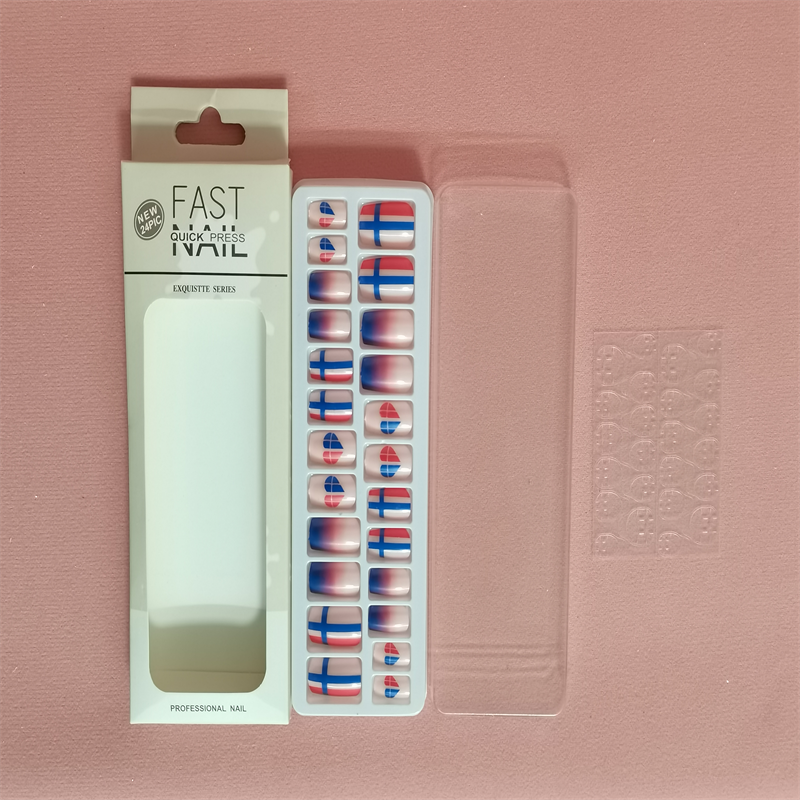 FAST
NEW
24PIC
QUICK PRESS
NAIL
EXQUISTTE SERIES
PROFESSIONAL NAIL